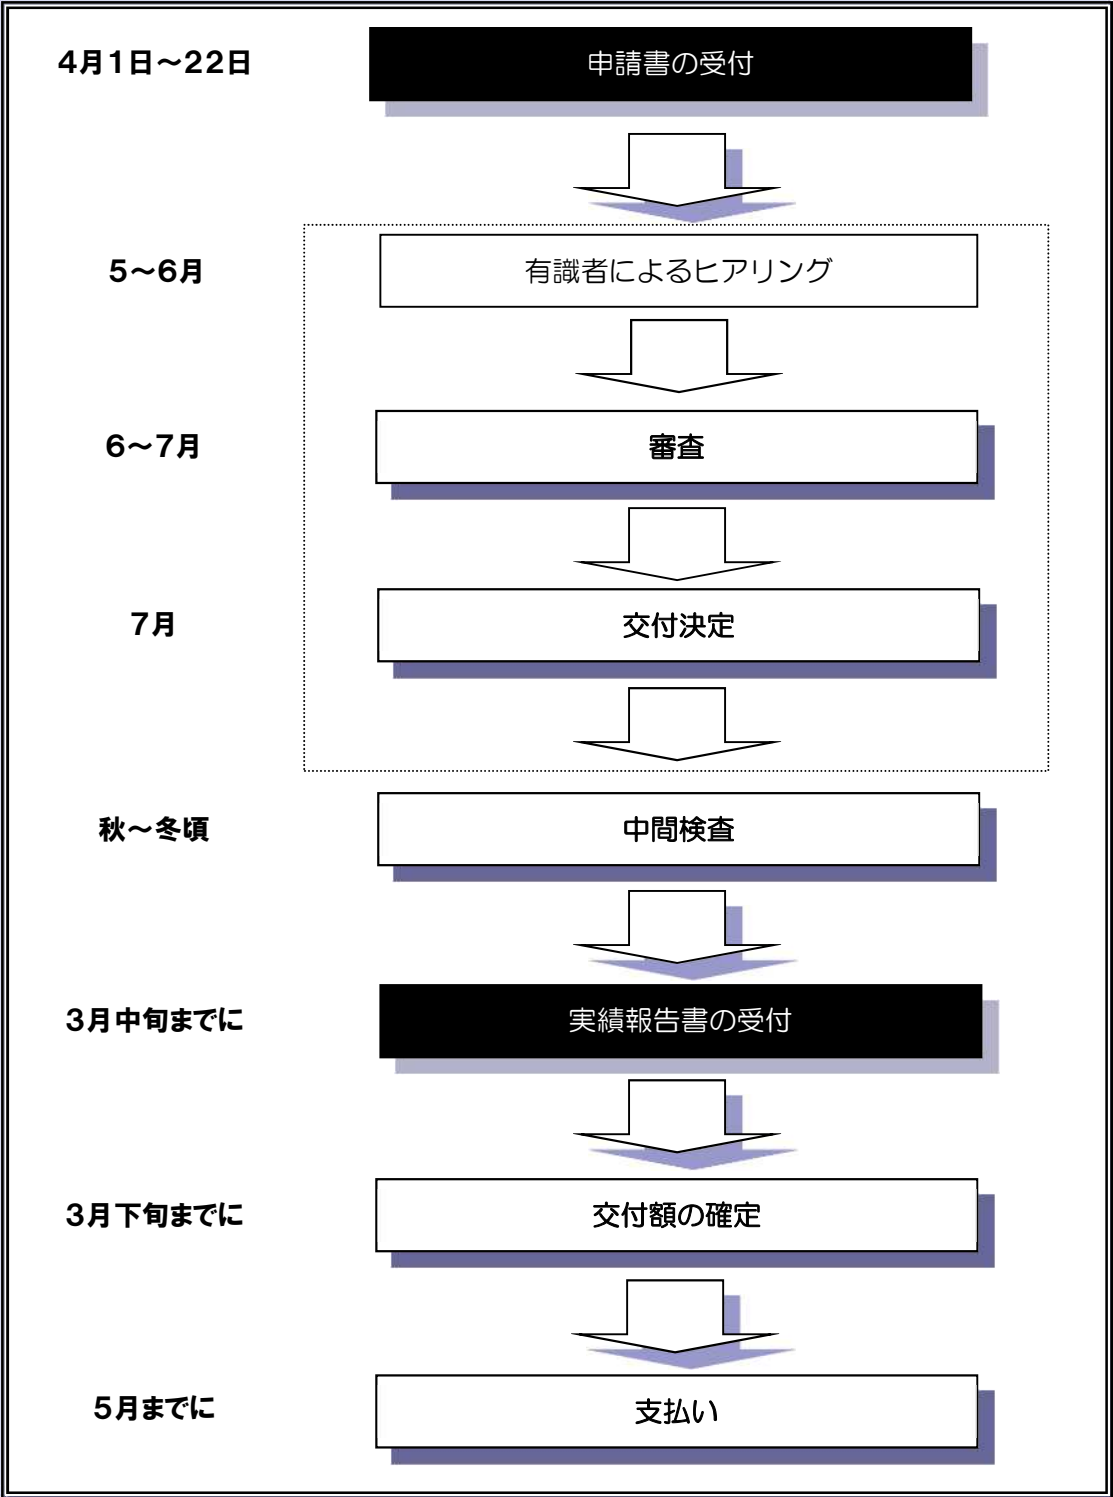 4月1日～22日
申請書の受付
5～6月
有識者によるヒアリング
6～7月
審査
7月
交付決定
秋～冬頃
中間検査
3月中旬までに
実績報告書の受付
3月下旬までに
交付額の確定
5月までに
支払い